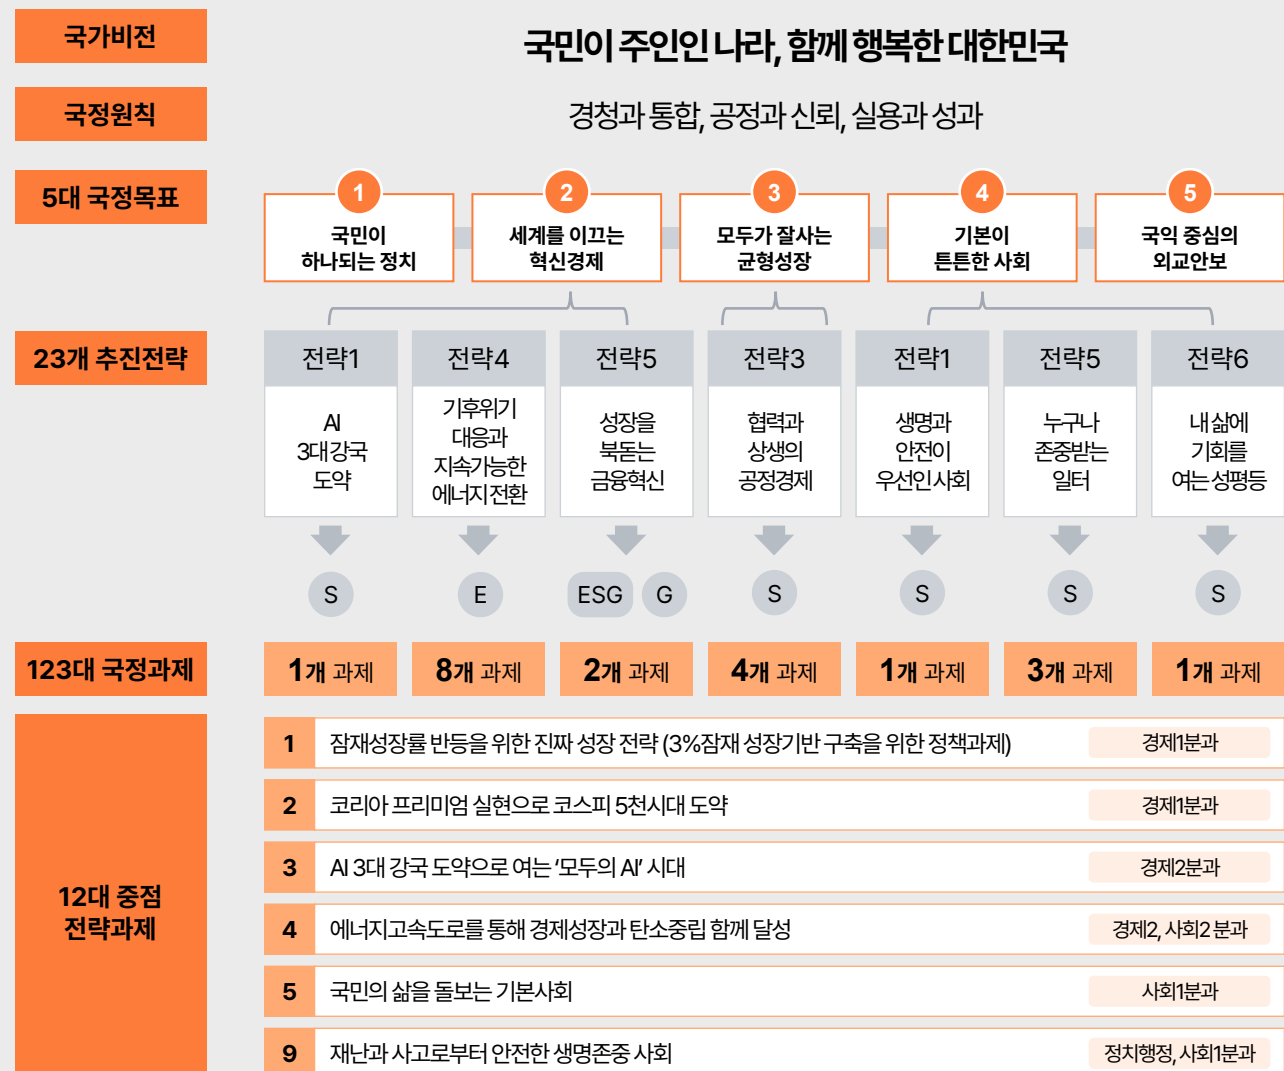 국가비전
국민이 주인인 나라, 함께 행복한 대한민국
국정원칙
경청과 통합, 공정과 신뢰, 실용과 성과
5대 국정목표
1
국민이
하나되는 정치
2
세계를 이끄는
혁신경제
3
모두가 잘사는
균형성장
4
기본이
튼튼한 사회
5
국익 중심의
외교안보
23개 추진전략
전략1
AI
3대 강국
도약
전략4
기후위기
대응과
지속가능한
에너지 전환
전략5
성장을
북돋는
금융혁신
전략3
협력과
상생의
공정경제
전략1
생명과
안전이
우선인 사회
전략5
누구나
존중받는
일터
전략6
내 삶에
기회를
여는 성평등
S
E
ESG
G
S
S
S
S
123대 국정과제
1개 과제
8개 과제
2개 과제
4개 과제
1개 과제
3개 과제
1개 과제
12대 중점
전략과제
1 잠재성장률 반등을 위한 진짜 성장 전략 (3%잠재 성장기반 구축을 위한 정책과제) 경제1분과
2 코리아 프리미엄 실현으로 코스피 5천시대 도약 경제1분과
3 AI 3대 강국 도약으로 여는 ‘모두의 AI’ 시대 경제2분과
4 에너지고속도로를 통해 경제성장과 탄소중립 함께 달성 경제2, 사회2 분과
5 국민의 삶을 돌보는 기본사회 사회1분과
9 재난과 사고로부터 안전한 생명존중 사회 정치행정, 사회1분과